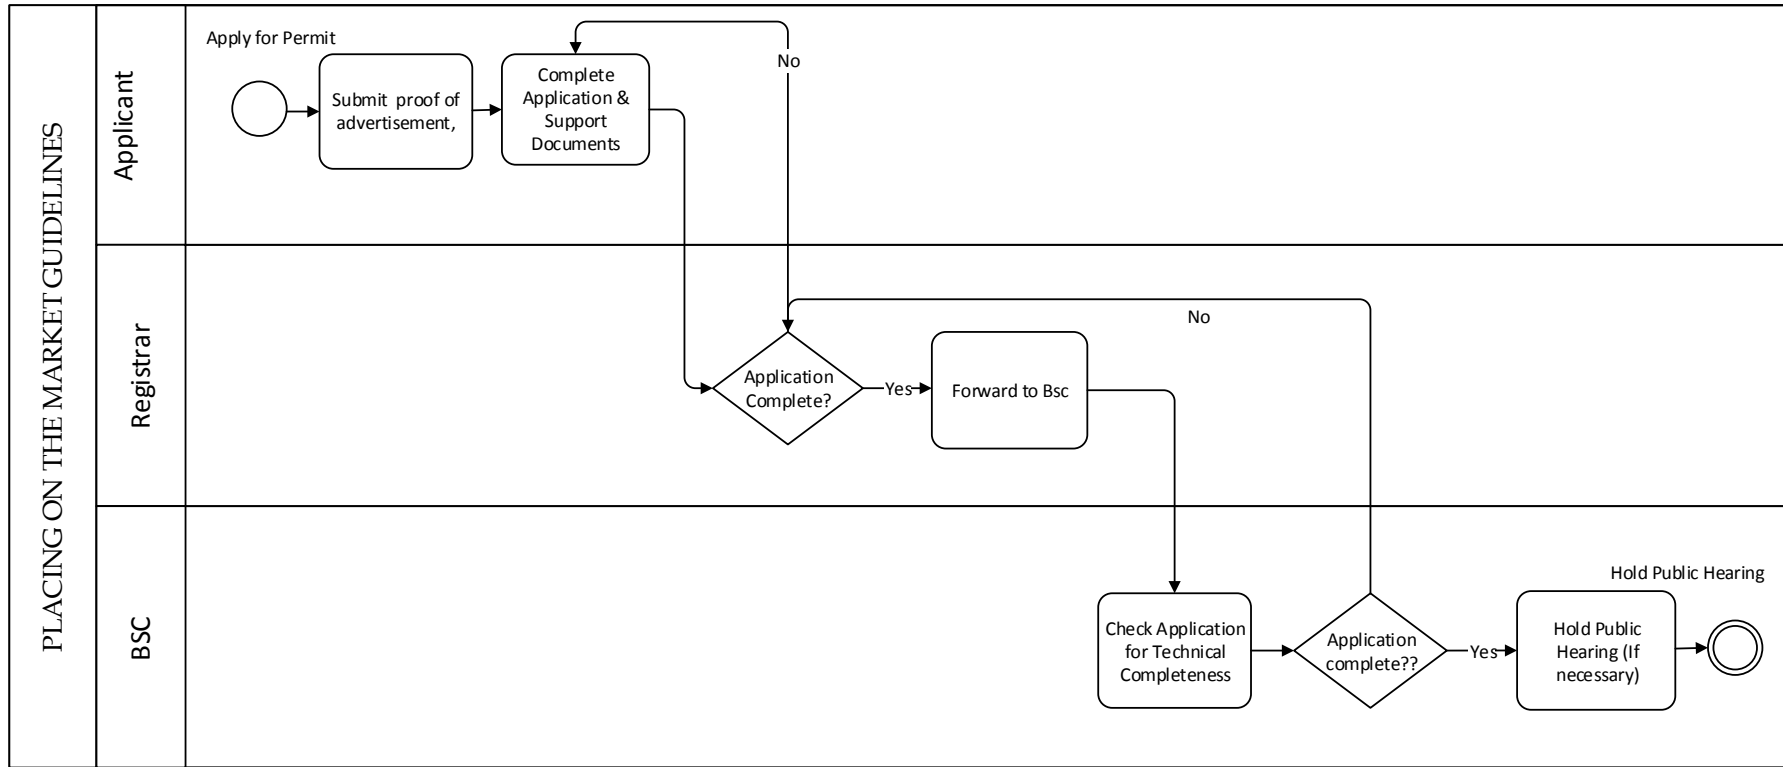 PLACING ON THE MARKET GUIDELINES
Applicant
Apply for Permit
Submit proof of
advertisement,
Complete
Application &
Support
Documents
No
Registrar
Application
Complete?
Yes
Forward to Bsc
No
BSC
Check Application
for Technical
Completeness
Application
complete??
Yes
Hold Public
Hearing (If
necessary)
Hold Public Hearing